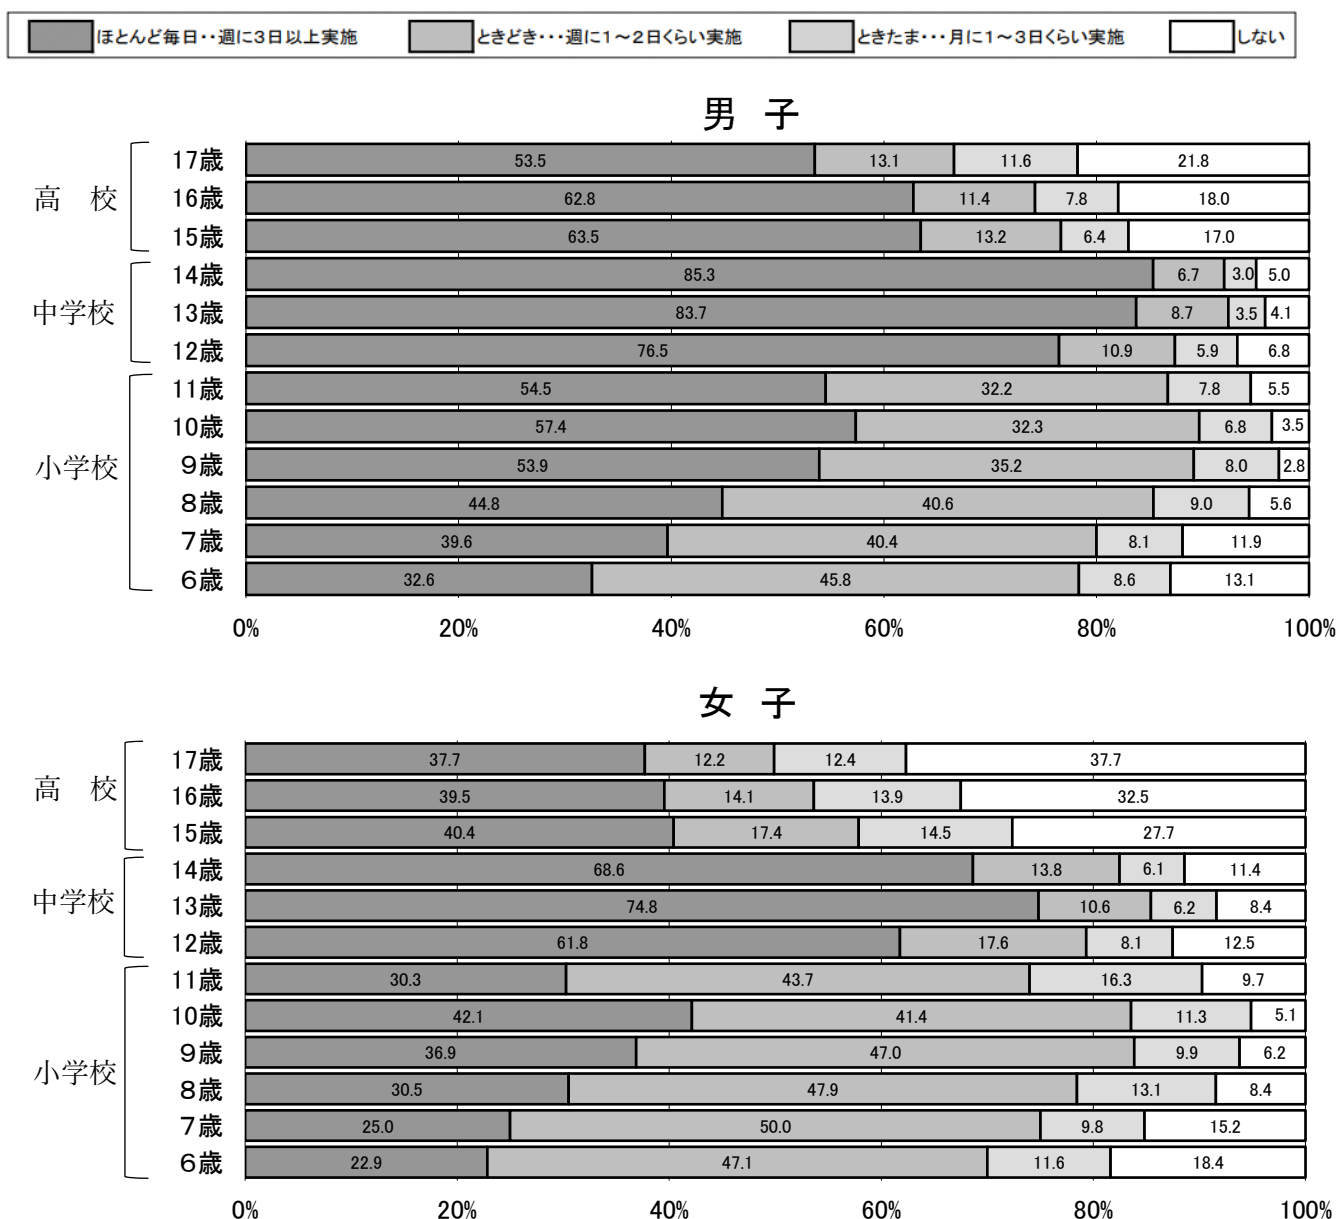 ほとんど毎日‥週に3日以上実施 ときどき･･･週に1～2日くらい実施 ときたま･･･月に1～3日くらい実施 しない
男 子
17歳 53.5 13.1 11.6 21.8
高 校 16歳 62.8 11.4 7.8 18.0
15歳 63.5 13.2 6.4 17.0
14歳 85.3 6.7 3.0 5.0
中学校 13歳 83.7 8.7 3.5 4.1
12歳 76.5 10.9 5.9 6.8
11歳 54.5 32.2 7.8 5.5
10歳 57.4 32.3 6.8 3.5
小学校 9歳 53.9 35.2 8.0 2.8
8歳 44.8 40.6 9.0 5.6
7歳 39.6 40.4 8.1 11.9
6歳 32.6 45.8 8.6 13.1
0% 20% 40% 60% 80% 100%
女 子
17歳 37.7 12.2 12.4 37.7
高 校 16歳 39.5 14.1 13.9 32.5
15歳 40.4 17.4 14.5 27.7
14歳 68.6 13.8 6.1 11.4
中学校 13歳 74.8 10.6 6.2 8.4
12歳 61.8 17.6 8.1 12.5
11歳 30.3 43.7 16.3 9.7
10歳 42.1 41.4 11.3 5.1
9歳 36.9 47.0 9.9 6.2
小学校 8歳 30.5 47.9 13.1 8.4
7歳 25.0 50.0 9.8 15.2
6歳 22.9 47.1 11.6 18.4
0% 20% 40% 60% 80% 100%